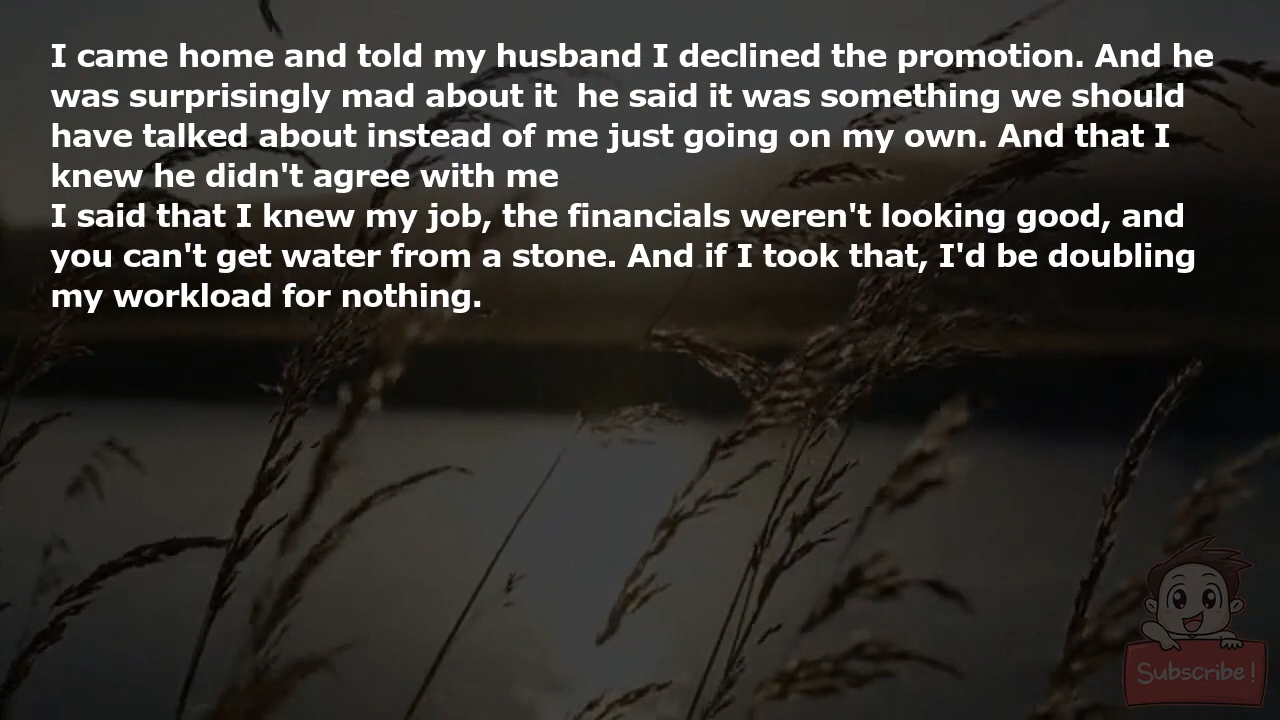 I came home and told my husband I declined the promotion. And he
was surprisingly mad about it  he said it was something we should
have talked about instead of me just going on my own. And that I
knew he didn't agree with me
I said that I knew my job, the financials weren't looking good, and
you can't get water from a stone. And if I took that, I'd be doubling
my workload for nothing.
Subscribe!